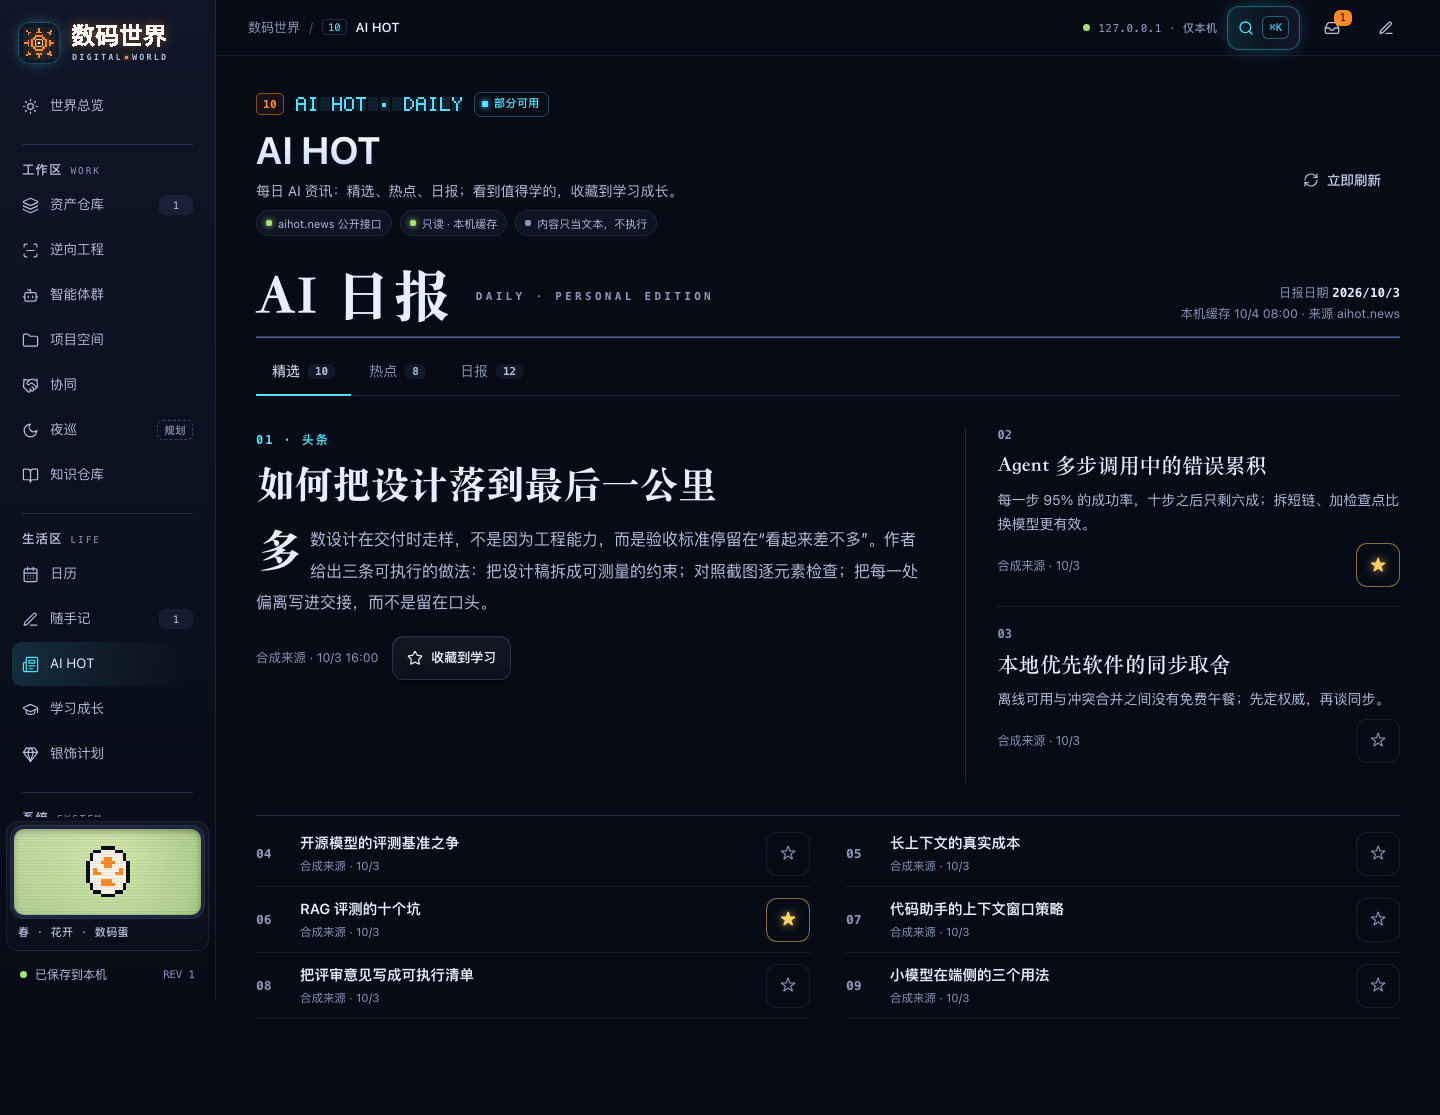 数码世界
DIGITAL WORLD
世界总览
工作区 WORK
资产仓库 1
逆向工程
智能体群
项目空间
协同
夜巡 规划
知识仓库
生活区 LIFE
日历
随手记 1
AI HOT
学习成长
银饰计划
系统 SYSTEM
春 · 花开 · 数码蛋
已保存到本机 REV 1
数码世界 / 10 AI HOT
127.0.0.1 · 仅本机
⌘K
1
10 AI HOT · DAILY 部分可用
AI HOT
每日 AI 资讯：精选、热点、日报；看到值得学的，收藏到学习成长。
立即刷新
aihot.news 公开接口
只读 · 本机缓存
内容只当文本，不执行
AI 日报 DAILY · PERSONAL EDITION
日报日期 2026/10/3
本机缓存 10/4 08:00 · 来源 aihot.news
精选 10
热点 8
日报 12
01 · 头条
如何把设计落到最后一公里
多数设计在交付时走样，不是因为工程能力，而是验收标准停留在“看起来差不多”。作者
给出三条可执行的做法：把设计稿拆成可测量的约束；对照截图逐元素检查；把每一处
偏离写进交接，而不是留在口头。
合成来源 · 10/3 16:00
收藏到学习
02
Agent 多步调用中的错误累积
每一步 95% 的成功率，十步之后只剩六成；拆短链、加检查点比
换模型更有效。
合成来源 · 10/3
03
本地优先软件的同步取舍
离线可用与冲突合并之间没有免费午餐；先定权威，再谈同步。
合成来源 · 10/3
04 开源模型的评测基准之争
合成来源 · 10/3
05 长上下文的真实成本
合成来源 · 10/3
06 RAG 评测的十个坑
合成来源 · 10/3
07 代码助手的上下文窗口策略
合成来源 · 10/3
08 把评审意见写成可执行清单
合成来源 · 10/3
09 小模型在端侧的三个用法
合成来源 · 10/3